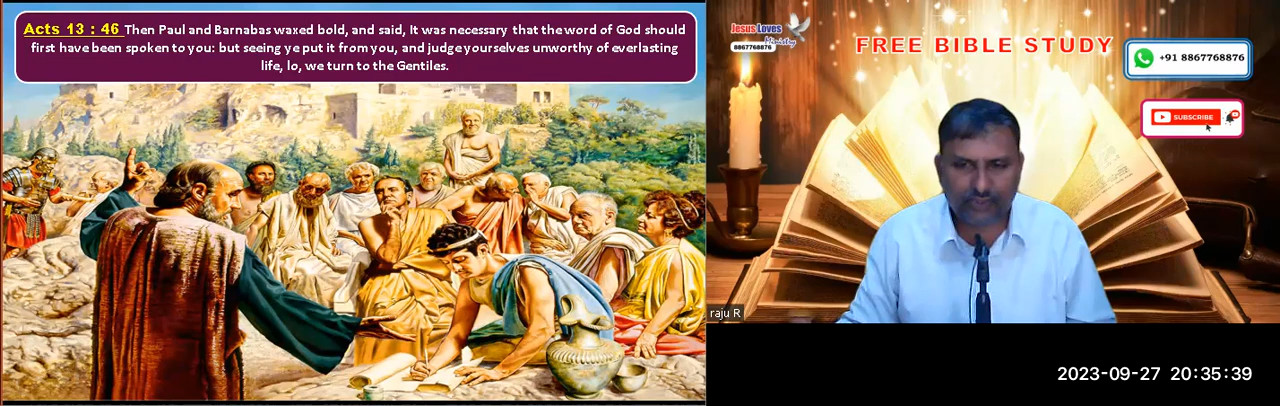 Acts 13 : 46 Then Paul and Barnabas waxed bold, and said, It was necessary that the word of God should
first have been spoken to you: but seeing ye put it from you, and judge yourselves unworthy of everlasting
life, lo, we turn to the Gentiles.
Jesus Loves
Ministry
8867768876
FREE BIBLE STUDY
+91 8867768876
SUBSCRIBE
raju R
2023-09-27 20:35:39